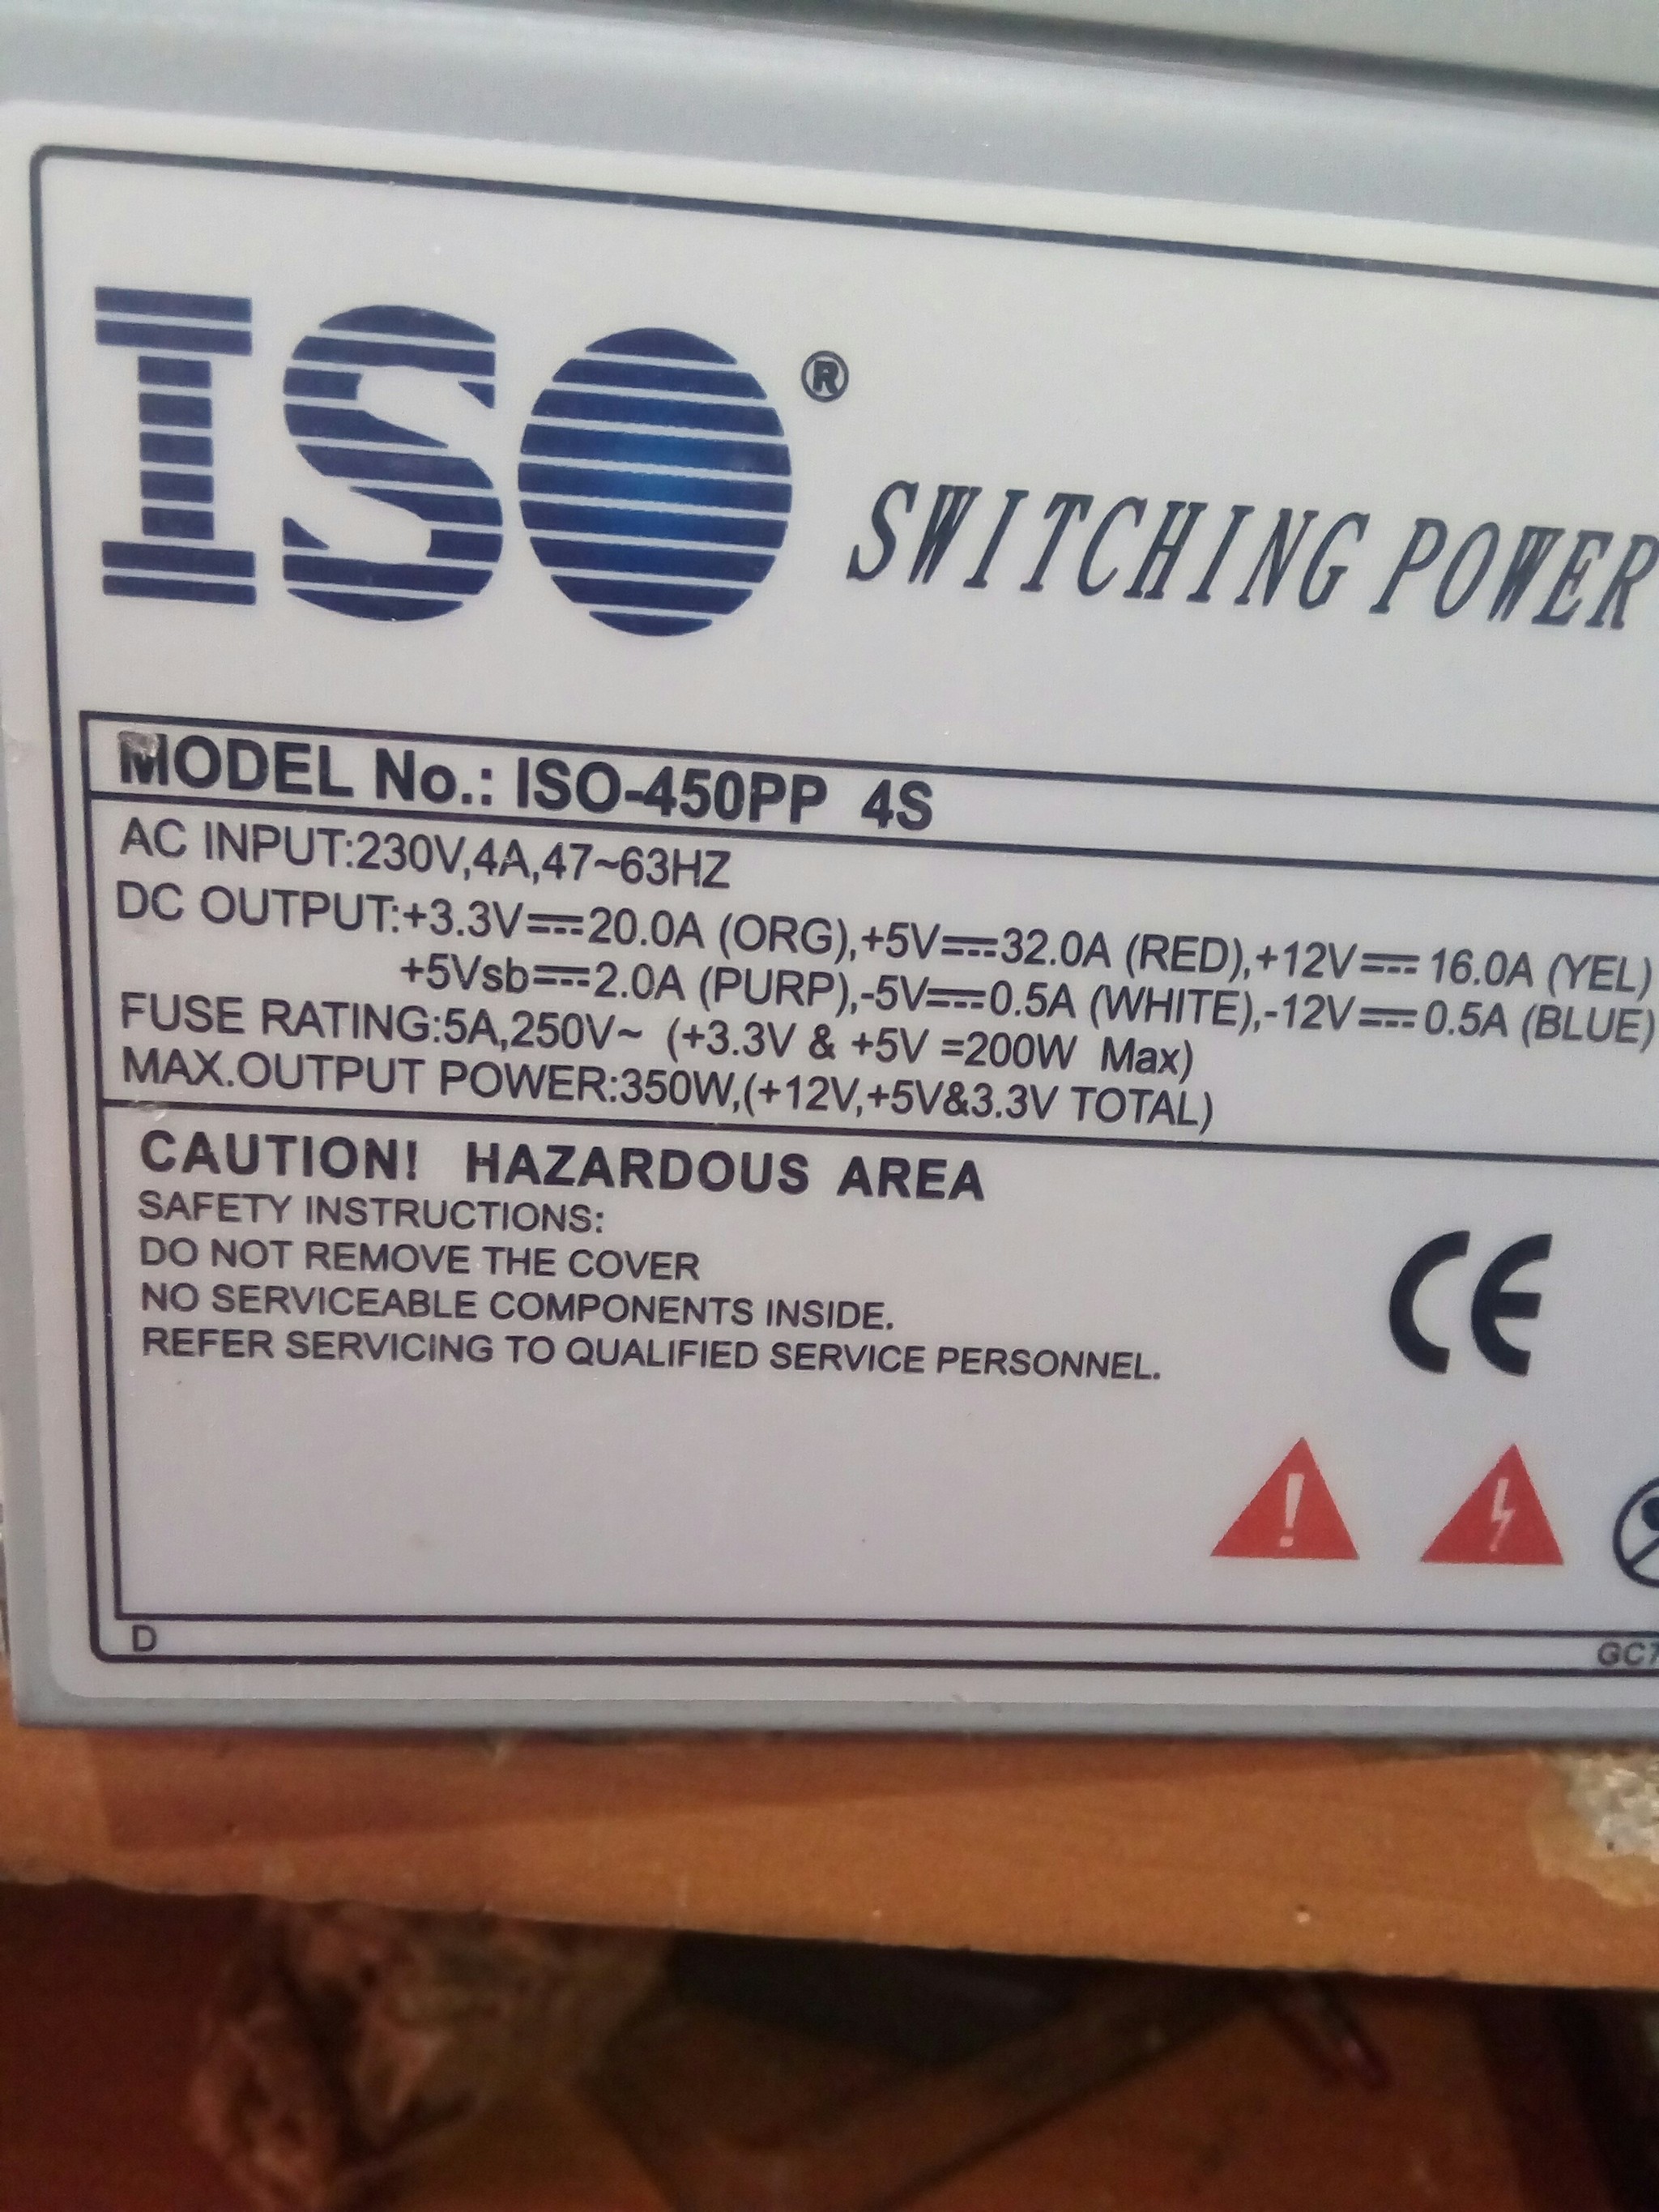 ISO®
SWITCHING POWER
MODEL No.: ISO-450PP 4S
AC INPUT:230V,4A,47~63HZ
DC OUTPUT:+3.3V⎓20.0A (ORG),+5V⎓32.0A (RED),+12V⎓16.0A (YEL)
+5Vsb⎓2.0A (PURP),-5V⎓0.5A (WHITE),-12V⎓0.5A (BLUE)
FUSE RATING:5A,250V~ (+3.3V & +5V =200W Max)
MAX.OUTPUT POWER:350W,(+12V,+5V&3.3V TOTAL)
CAUTION! HAZARDOUS AREA
SAFETY INSTRUCTIONS:
DO NOT REMOVE THE COVER
NO SERVICEABLE COMPONENTS INSIDE.
REFER SERVICING TO QUALIFIED SERVICE PERSONNEL.
CE
D
GC7